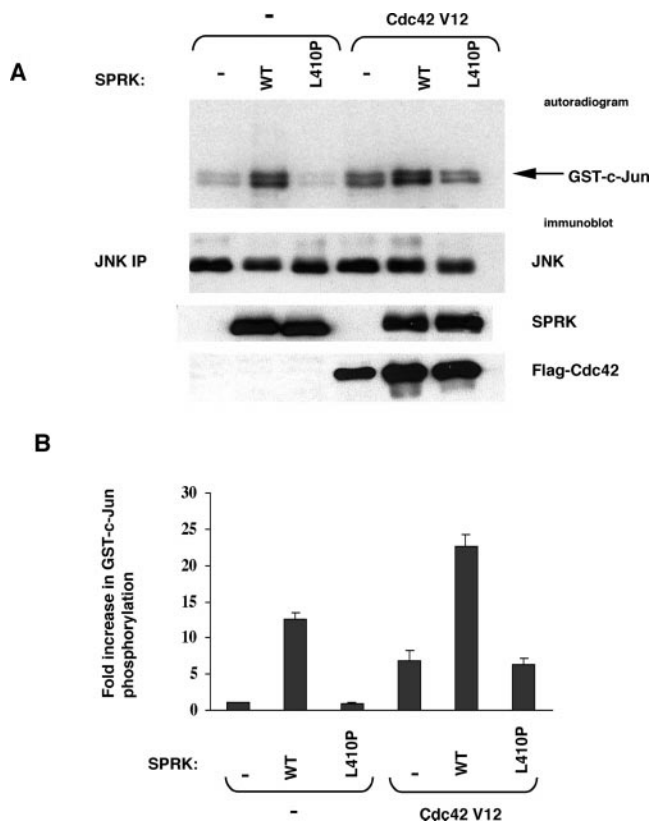 - Cdc42 V12
A SPRK: - WT L410P - WT L410P
autoradiogram
GST-c-Jun
immunoblot
JNK IP JNK
SPRK
Flag-Cdc42
B
Fold increase in GST-c-Jun
phosphorylation
30
25
20
15
10
5
0
SPRK: - WT L410P - WT L410P
- Cdc42 V12